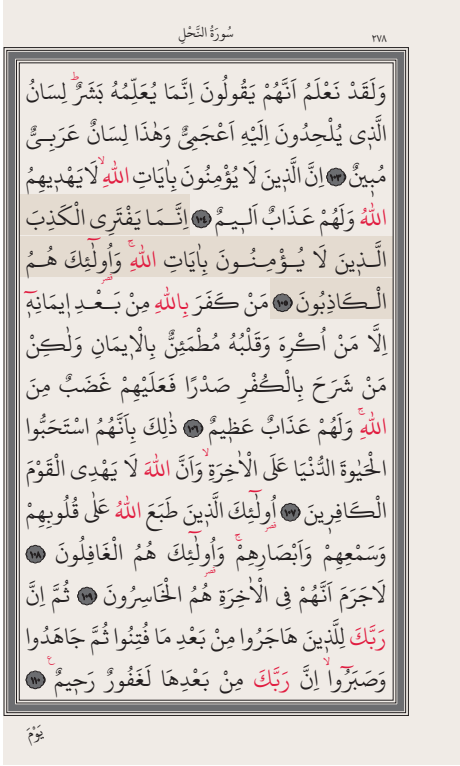 سُورَةُ النَّحْلِ
٢٧٨
وَلَقَدْ نَعْلَمُ اَنَّهُمْ يَقُولُونَ اِنَّمَا يُعَلِّمُهُ بَشَرٌۜ لِسَانُ
الَّذ۪ي يُلْحِدُونَ اِلَيْهِ اَعْجَمِيٌّ وَهٰذَا لِسَانٌ عَرَبِيٌّ
مُب۪ينٌ ﴿١٠٣﴾ اِنَّ الَّذ۪ينَ لَا يُؤْمِنُونَ بِاٰيَاتِ اللّٰهِۙ لَا يَهْد۪يهِمُ
اللّٰهُ وَلَهُمْ عَذَابٌ اَل۪يمٌ ﴿١٠٤﴾ اِنَّمَا يَفْتَرِي الْكَذِبَ
الَّذ۪ينَ لَا يُؤْمِنُونَ بِاٰيَاتِ اللّٰهِۚ وَاُو۬لٰٓئِكَ هُمُ
الْكَاذِبُونَ ﴿١٠٥﴾ مَنْ كَفَرَ بِاللّٰهِ مِنْ بَعْدِ ا۪يمَانِه۪ٓ
اِلَّا مَنْ اُكْرِهَ وَقَلْبُهُ مُطْمَئِنٌّ بِالْا۪يمَانِ وَلٰكِنْ
مَنْ شَرَحَ بِالْكُفْرِ صَدْرًا فَعَلَيْهِمْ غَضَبٌ مِنَ
اللّٰهِۚ وَلَهُمْ عَذَابٌ عَظ۪يمٌ ﴿١٠٦﴾ ذٰلِكَ بِاَنَّهُمُ اسْتَحَبُّوا
الْحَيٰوةَ الدُّنْيَا عَلَى الْاٰخِرَةِۙ وَاَنَّ اللّٰهَ لَا يَهْدِي الْقَوْمَ
الْكَافِر۪ينَ ﴿١٠٧﴾ اُو۬لٰٓئِكَ الَّذ۪ينَ طَبَعَ اللّٰهُ عَلٰى قُلُوبِهِمْ
وَسَمْعِهِمْ وَاَبْصَارِهِمْۚ وَاُو۬لٰٓئِكَ هُمُ الْغَافِلُونَ ﴿١٠٨﴾
لَاجَرَمَ اَنَّهُمْ فِي الْاٰخِرَةِ هُمُ الْخَاسِرُونَ ﴿١٠٩﴾ ثُمَّ اِنَّ
رَبَّكَ لِلَّذ۪ينَ هَاجَرُوا مِنْ بَعْدِ مَا فُتِنُوا ثُمَّ جَاهَدُوا
وَصَبَرُٓواۙ اِنَّ رَبَّكَ مِنْ بَعْدِهَا لَغَفُورٌ رَح۪يمٌ۟ ﴿١١٠﴾
يَوْمَ